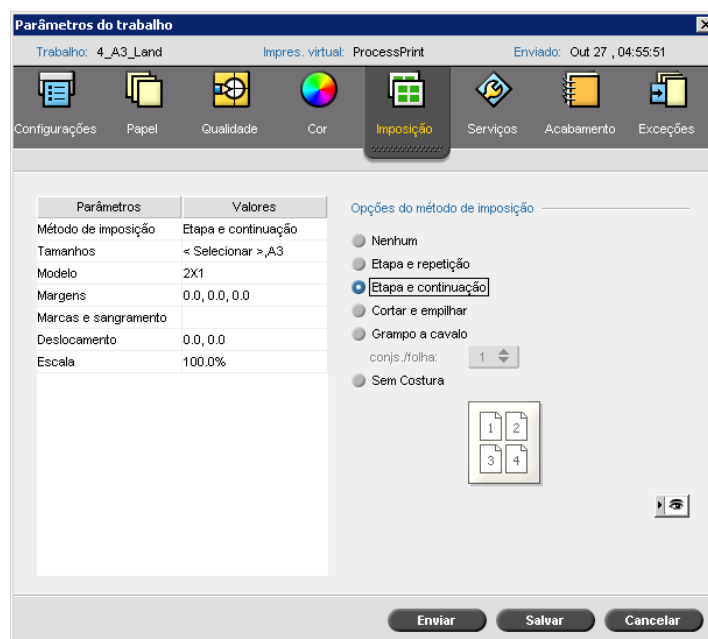 Parâmetros do trabalho
Trabalho: 4_A3_Land Impres. virtual: ProcessPrint Enviado: Out 27 , 04:55:51
Configurações Papel Qualidade Cor Imposição Serviços Acabamento Exceções
Parâmetros Valores
Método de imposição Etapa e continuação
Tamanhos < Selecionar >,A3
Modelo 2X1
Margens 0.0, 0.0, 0.0
Marcas e sangramento
Deslocamento 0.0, 0.0
Escala 100.0%
Opções do método de imposição
Nenhum
Etapa e repetição
Etapa e continuação
Cortar e empilhar
Grampo a cavalo
conjs./folha: 1
Sem Costura
1 2
3 4
Enviar Salvar Cancelar